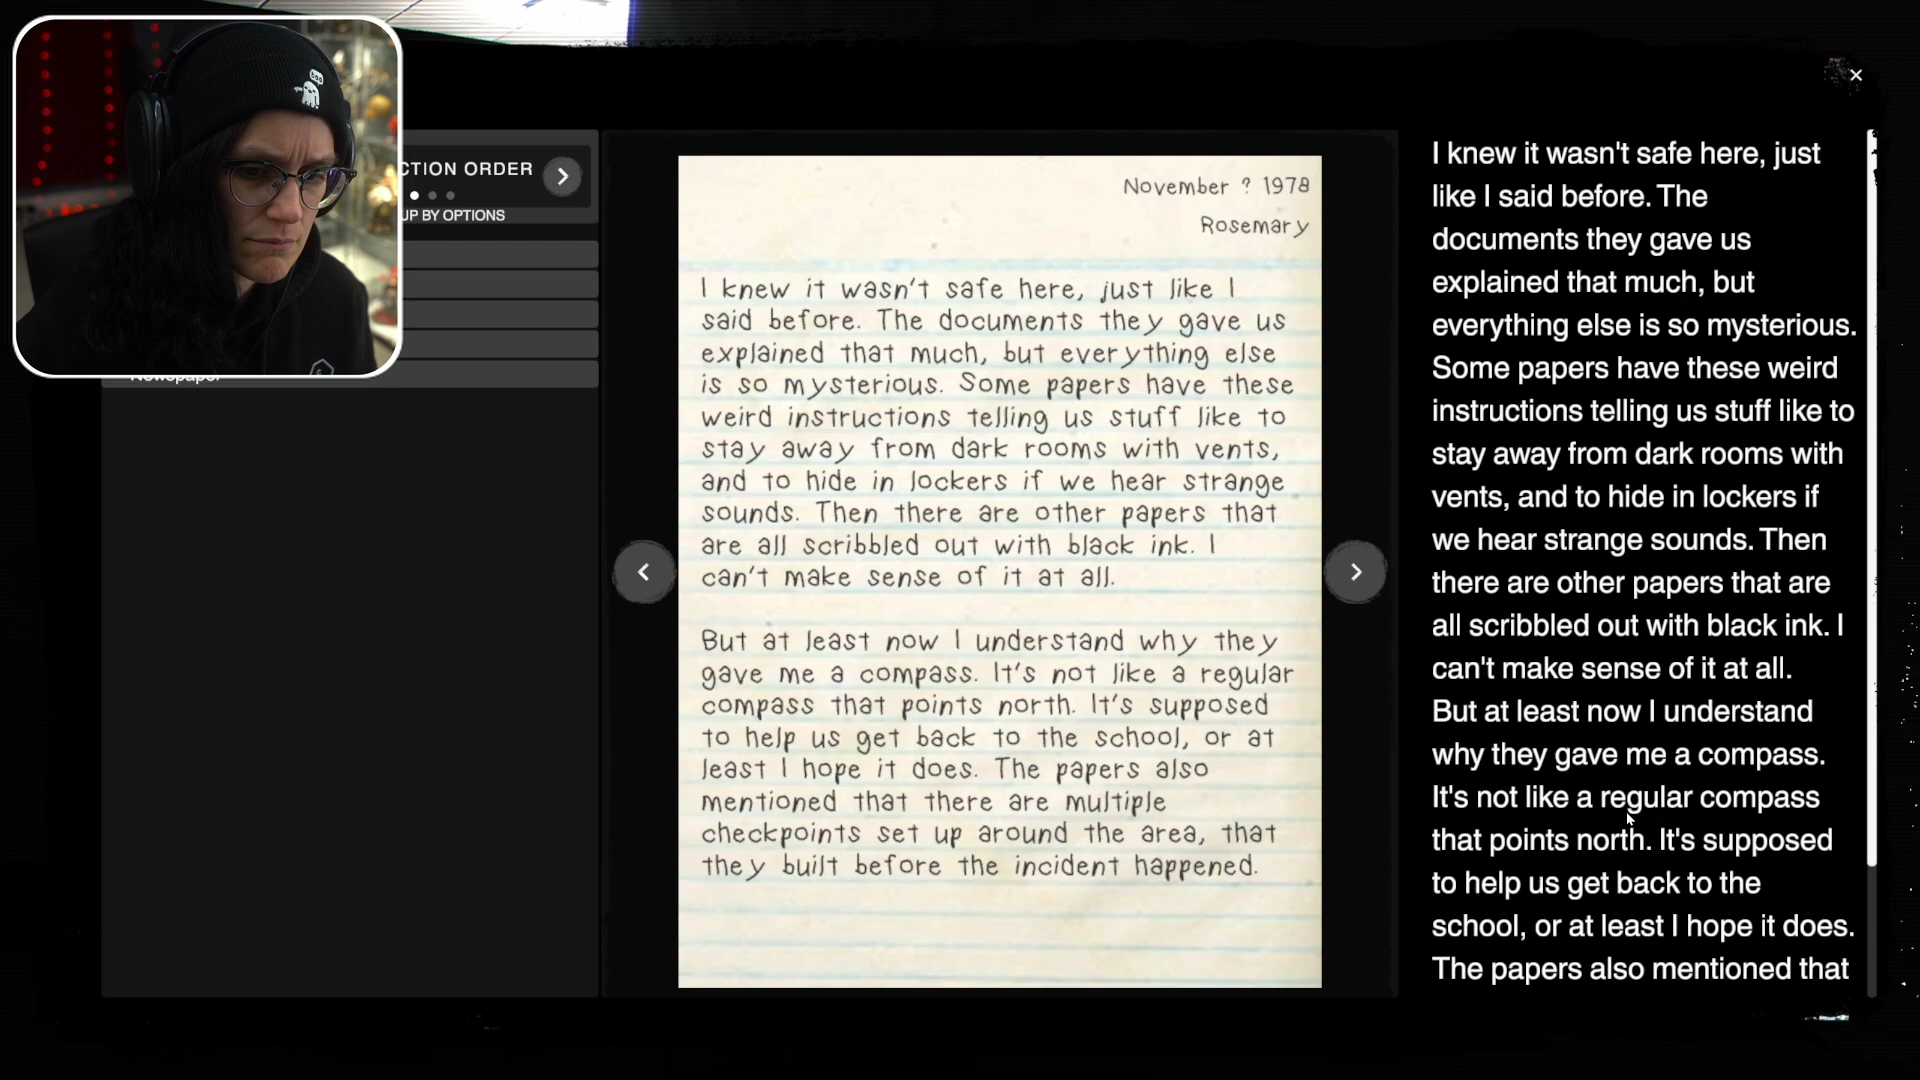 CTION ORDER
UP BY OPTIONS
Newspaper
November ? 1978
Rosemary
I knew it wasn't safe here, just like I
said before. The documents they gave us
explained that much, but everything else
is so mysterious. Some papers have these
weird instructions telling us stuff like to
stay away from dark rooms with vents,
and to hide in lockers if we hear strange
sounds. Then there are other papers that
are all scribbled out with black ink. I
can't make sense of it at all.
But at least now I understand why they
gave me a compass. It's not like a regular
compass that points north. It's supposed
to help us get back to the school, or at
least I hope it does. The papers also
mentioned that there are multiple
checkpoints set up around the area, that
they built before the incident happened.
I knew it wasn't safe here, just
like I said before. The
documents they gave us
explained that much, but
everything else is so mysterious.
Some papers have these weird
instructions telling us stuff like to
stay away from dark rooms with
vents, and to hide in lockers if
we hear strange sounds. Then
there are other papers that are
all scribbled out with black ink. I
can't make sense of it at all.
But at least now I understand
why they gave me a compass.
It's not like a regular compass
that points north. It's supposed
to help us get back to the
school, or at least I hope it does.
The papers also mentioned that